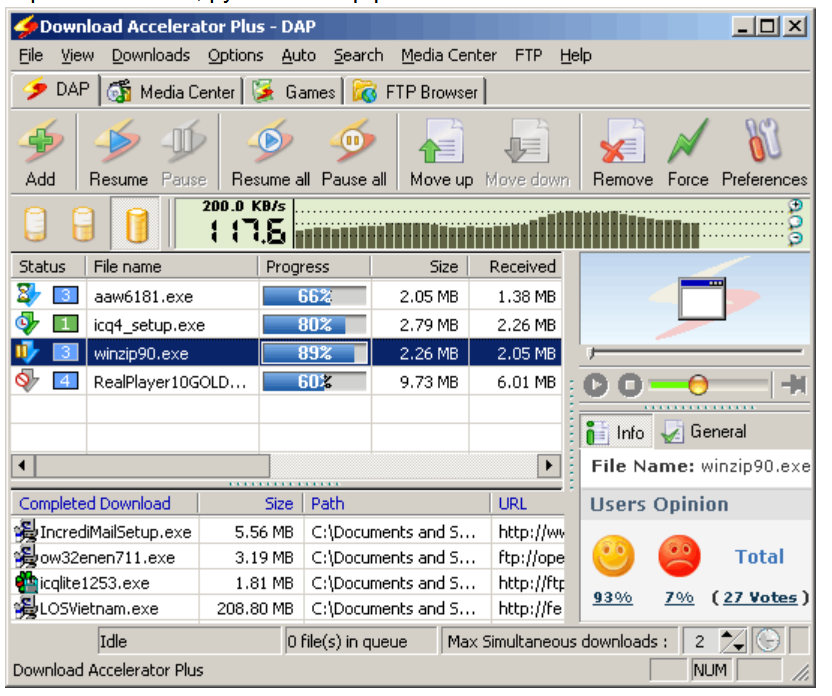 Download Accelerator Plus - DAP
File View Downloads Options Auto Search Media Center FTP Help
DAP Media Center Games FTP Browser
Add Resume Pause Resume all Pause all Move up Move down Remove Force Preferences
200.0 KB/s
117.6
Status File name Progress Size Received
3 aaw6181.exe 66% 2.05 MB 1.38 MB
1 icq4_setup.exe 80% 2.79 MB 2.26 MB
3 winzip90.exe 89% 2.26 MB 2.05 MB
4 RealPlayer10GOLD... 60% 9.73 MB 6.01 MB
Info General
File Name: winzip90.exe
Users Opinion
Total
93% 7% ( 27 Votes )
Completed Download Size Path URL
IncrediMailSetup.exe 5.56 MB C:\Documents and S... http://ww
ow32enen711.exe 3.19 MB C:\Documents and S... ftp://ope
icqlite1253.exe 1.81 MB C:\Documents and S... http://ftp
LOSVietnam.exe 208.80 MB C:\Documents and S... http://fe
Idle 0 file(s) in queue Max Simultaneous downloads : 2
Download Accelerator Plus NUM